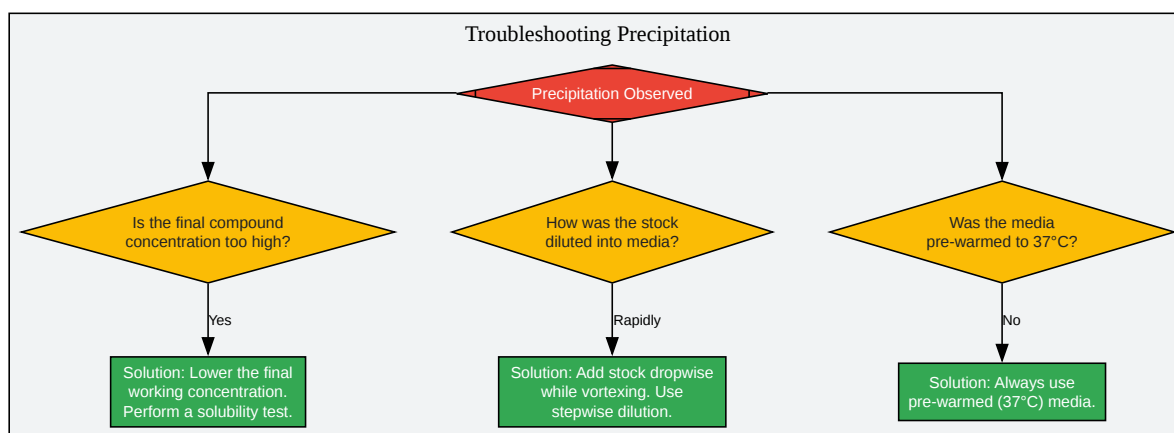 Troubleshooting Precipitation
Precipitation Observed
Is the final compound
concentration too high?
How was the stock
diluted into media?
Was the media
pre-warmed to 37°C?
Yes
Rapidly
No
Solution: Lower the final
working concentration.
Perform a solubility test.
Solution: Add stock dropwise
while vortexing. Use
stepwise dilution.
Solution: Always use
pre-warmed (37°C) media.